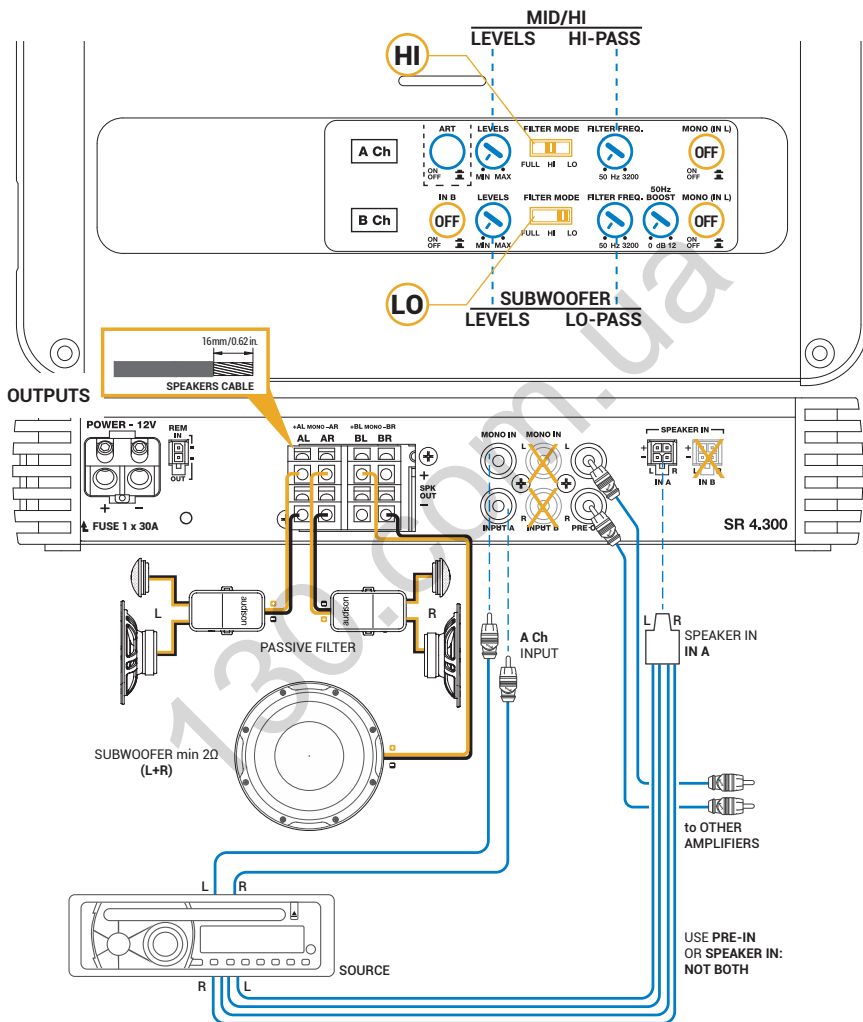 MID/HI
LEVELS HI-PASS
HI
ART LEVELS FILTER MODE FILTER FREQ. MONO (IN L)
A Ch
OFF
ON
OFF
MIN MAX
FULL HI LO
50 Hz 3200
ON
OFF
IN B LEVELS FILTER MODE FILTER FREQ. 50Hz BOOST MONO (IN L)
B Ch
OFF
OFF
ON
OFF
MIN MAX
FULL HI LO
50 Hz 3200
0 dB 12
ON
OFF
LO
SUBWOOFER
LEVELS LO-PASS
16mm/0.62in.
SPEAKERS CABLE
OUTPUTS
POWER - 12V
REM
IN
OUT
+ -
FUSE 1 x 30A
+AL MONO -AR +BL MONO -BR
AL AR BL BR
+
SPK
OUT
-
MONO IN MONO IN
L L
R R
INPUT A INPUT B PRE O
SPEAKER IN
+ - L R
IN A
+ - L R
IN B
SR 4.300
L
audison
audison
R
PASSIVE FILTER
A Ch
INPUT
L R
SPEAKER IN
IN A
SUBWOOFER min 2Ω
(L+R)
to OTHER
AMPLIFIERS
L R
SOURCE
R L
USE PRE-IN
OR SPEAKER IN:
NOT BOTH
130.com.ua